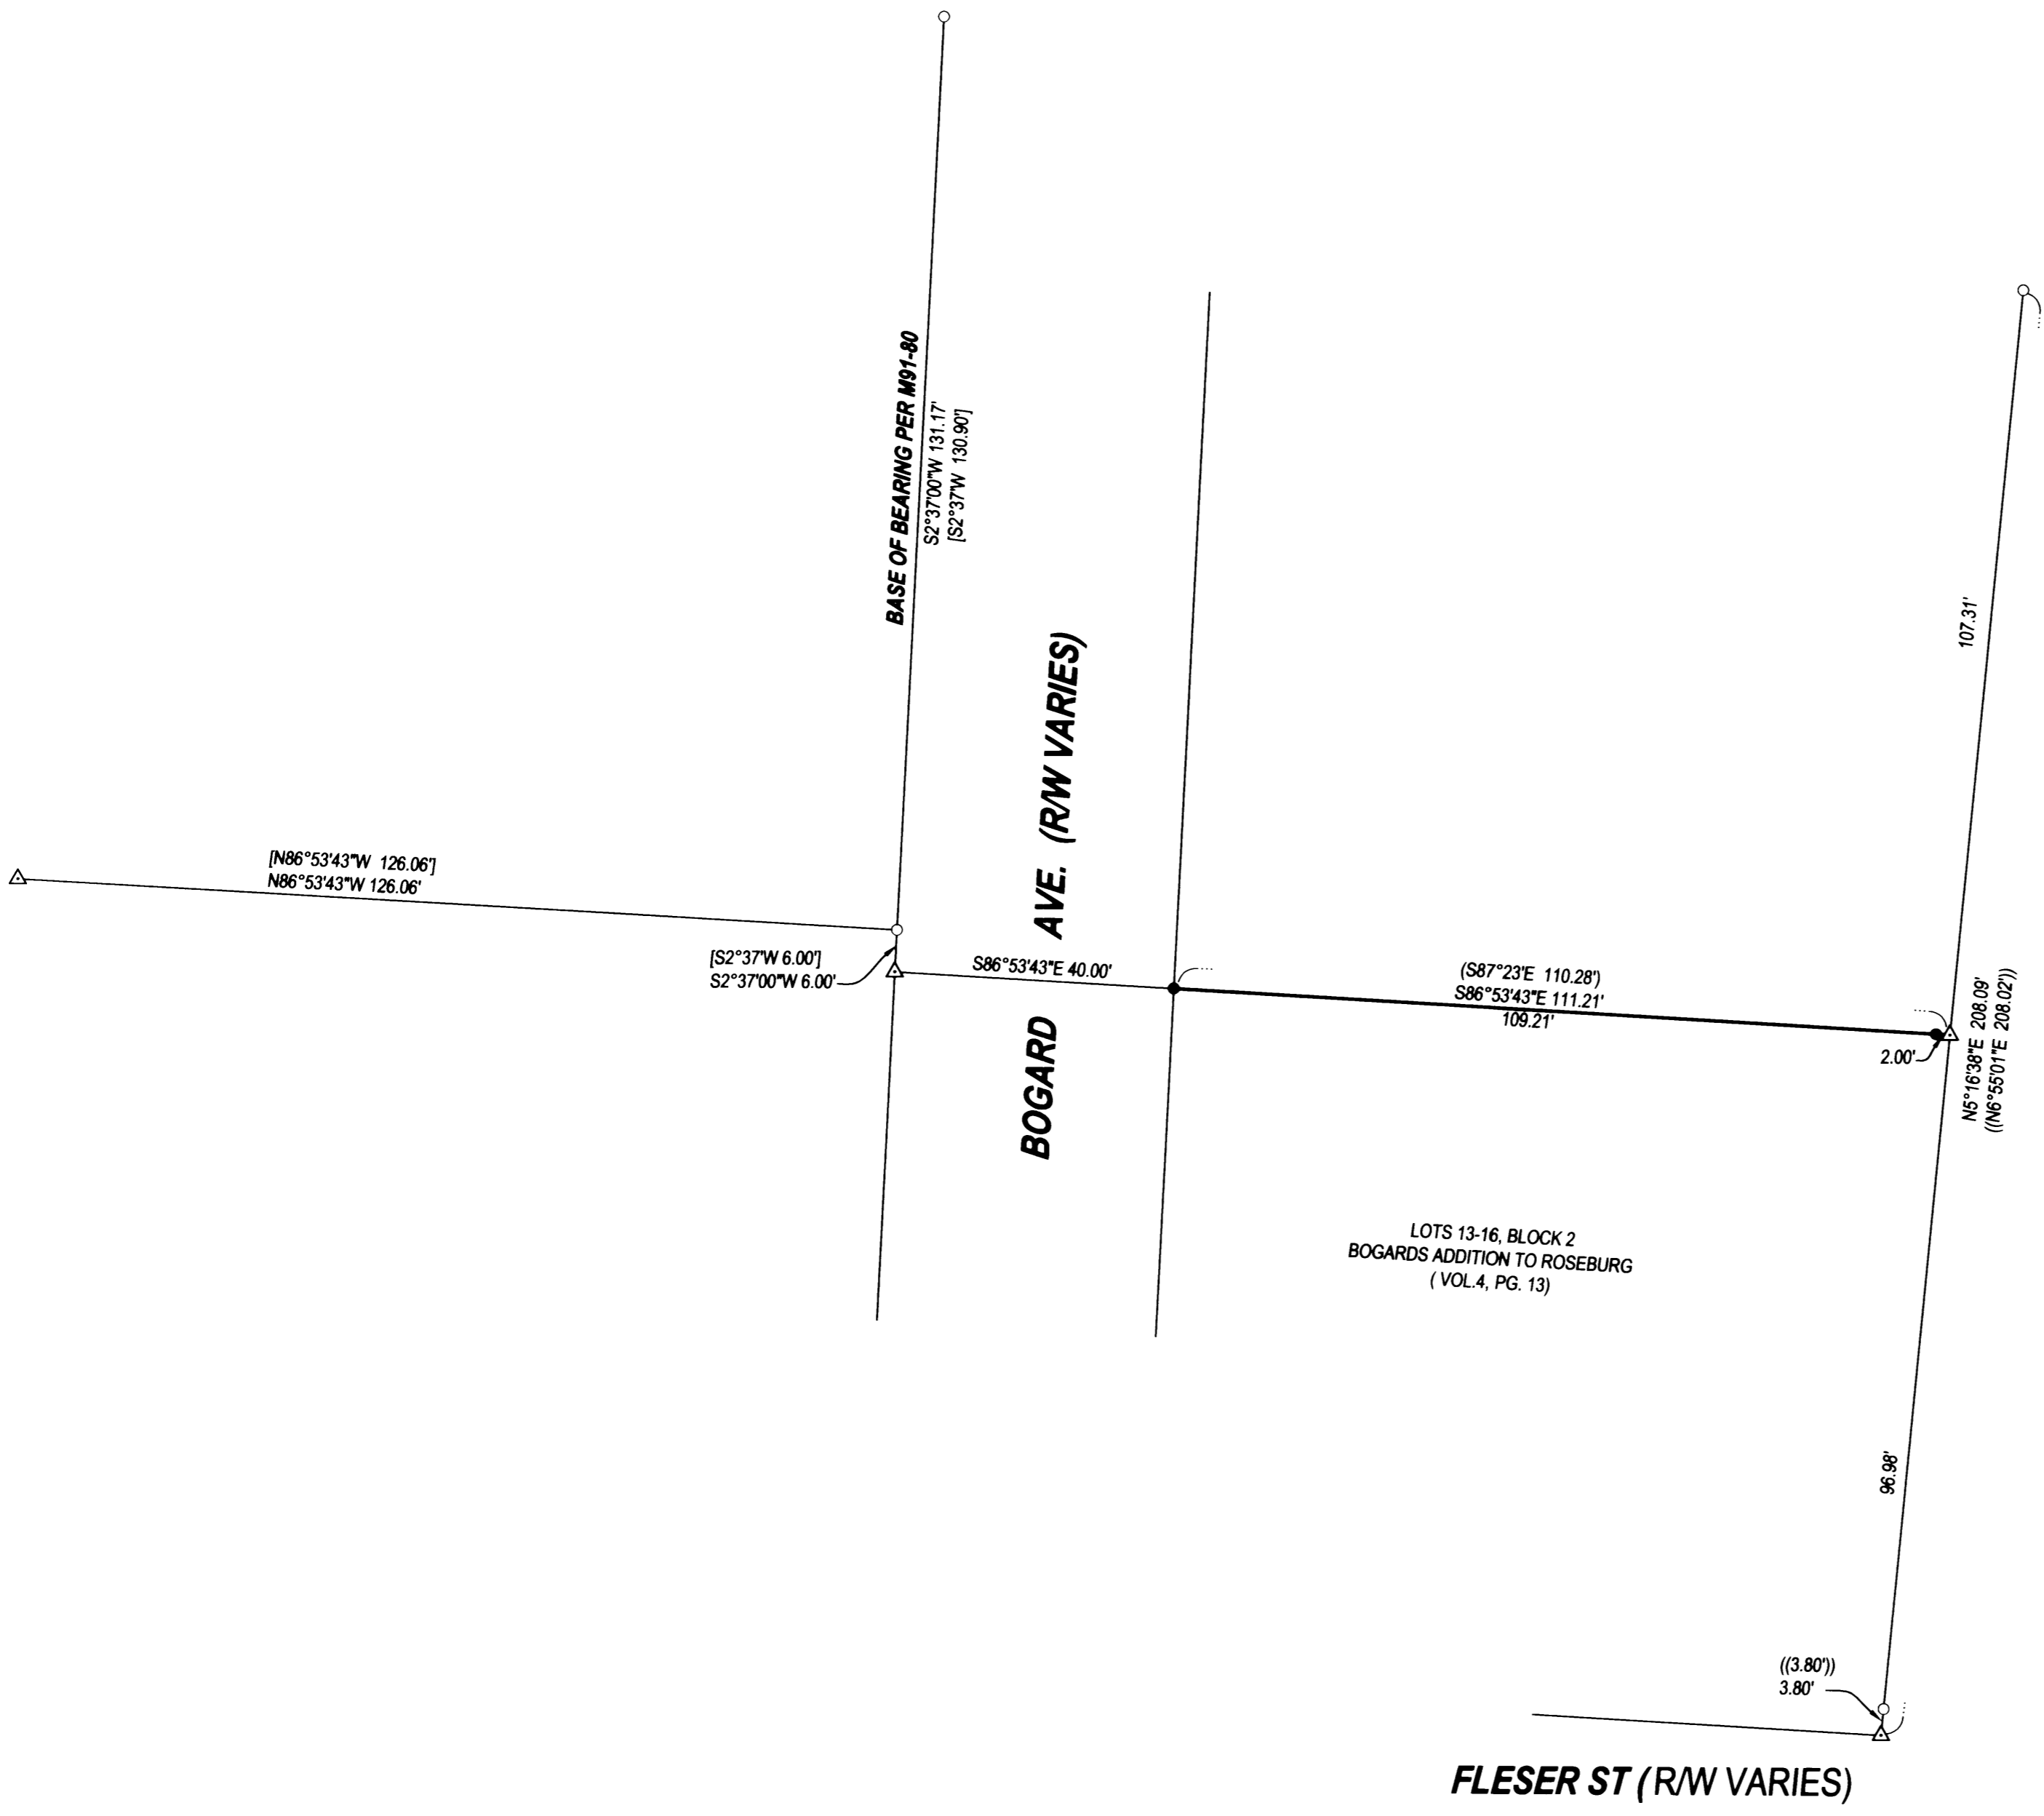 BASE OF BEARING PER M91-80
S2°37'00"W 131.17'
[S2°37'W 130.90']
107.31'
BOGARD AVE. (R/W VARIES)
[N86°53'43"W 126.06']
N86°53'43"W 126.06'
[S2°37'W 6.00']
S2°37'00"W 6.00'
S86°53'43"E 40.00'
(S87°23'E 110.28')
S86°53'43"E 111.21'
109.21'
2.00'
N5°16'38"E 208.09'
((N6°55'01"E 208.02'))
LOTS 13-16, BLOCK 2
BOGARDS ADDITION TO ROSEBURG
( VOL.4, PG. 13)
96.98'
((3.80'))
3.80'
FLESER ST (R/W VARIES)